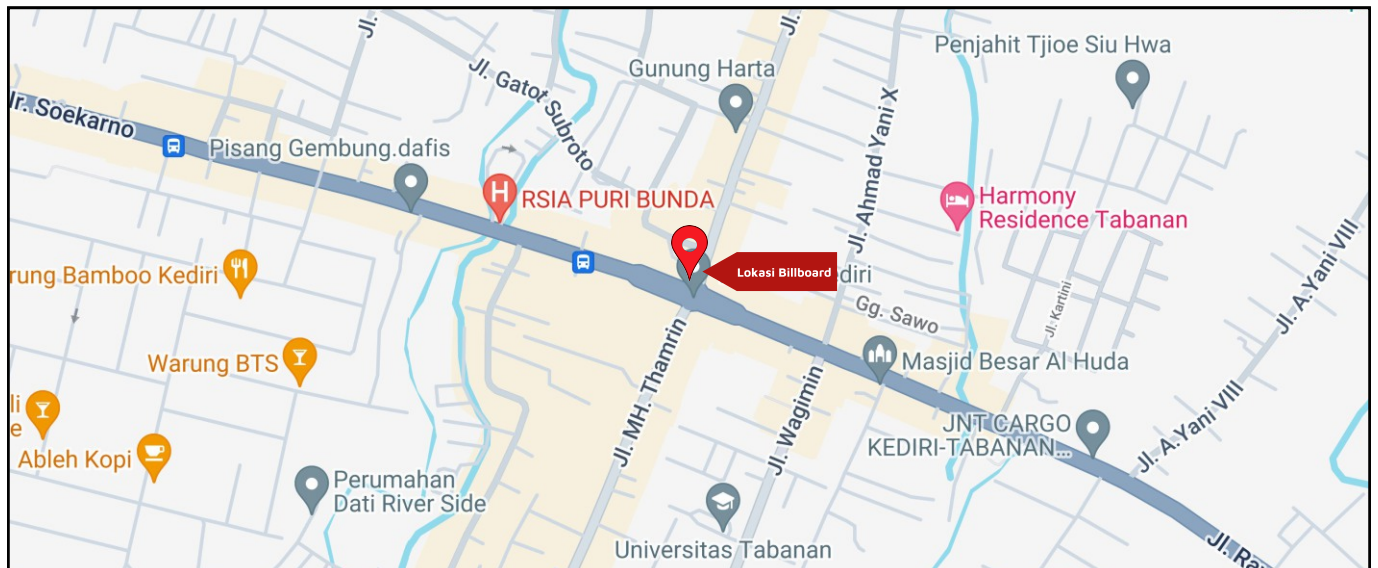 Jl.
Jl.
Penjahit Tjioe Siu Hwa
Jl. Gatot Subroto
Gunung Harta
Ir. Soekarno
Pisang Gembung.dafis
Jl. Ahmad Yani X
H
RSIA PURI BUNDA
Harmony
Residence Tabanan
Lokasi Billboard
diri
rung Bamboo Kediri
Gg. Sawo
Jl. Kartini
Jl. A.Yani VIII
Warung BTS
Jl. MH. Thamrin
Jl. Wagimin
Masjid Besar Al Huda
li
e
Ableh Kopi
JNT CARGO
KEDIRI-TABANAN...
Jl. A.Yani VIII
Perumahan
Dati River Side
Universitas Tabanan
Jl. Ra